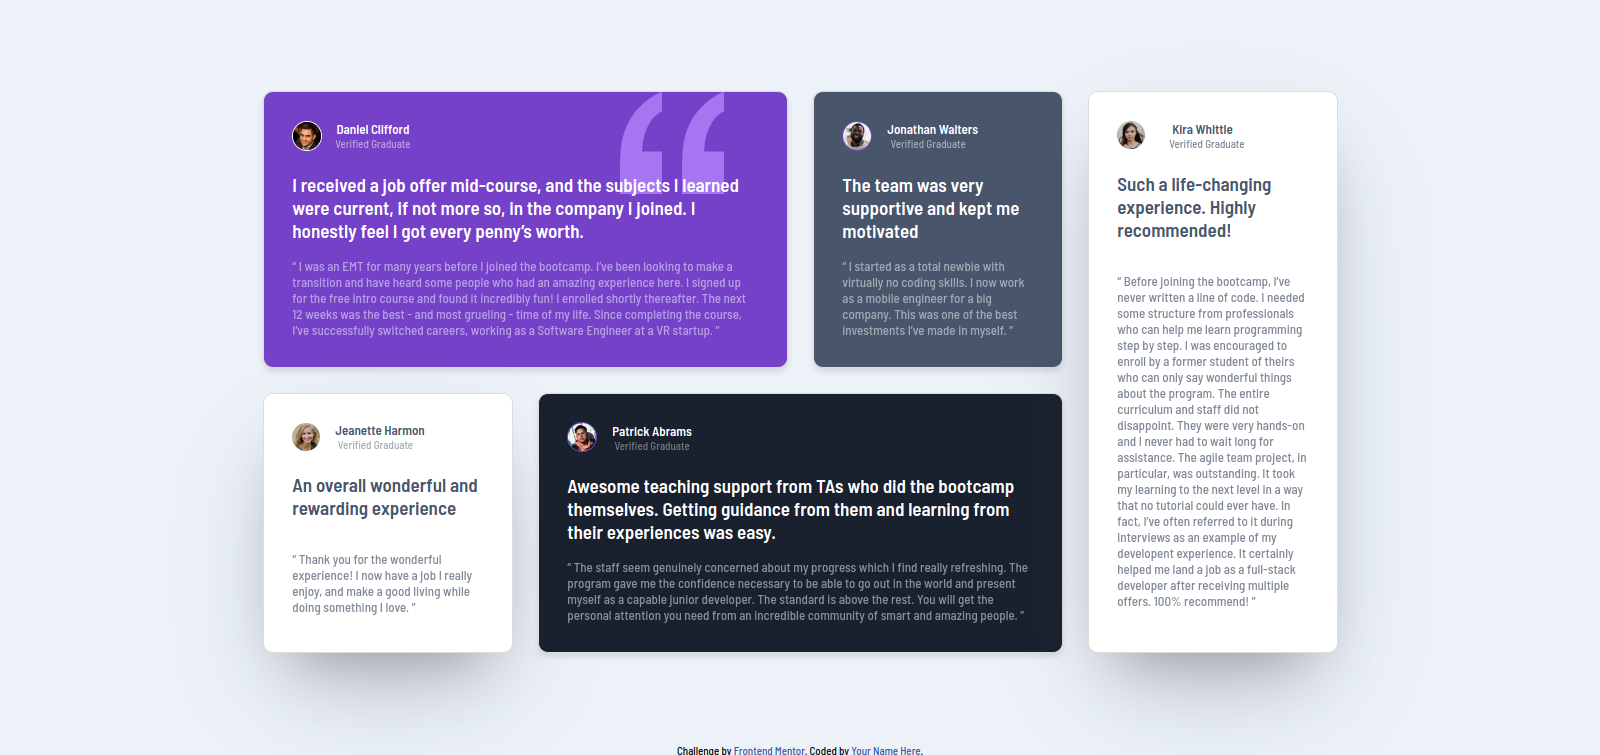 Daniel Clifford
Verified Graduate
I received a job offer mid-course, and the subjects I learned
were current, if not more so, in the company I joined. I
honestly feel I got every penny’s worth.
“ I was an EMT for many years before I joined the bootcamp. I’ve been looking to make a
transition and have heard some people who had an amazing experience here. I signed up
for the free intro course and found it incredibly fun! I enrolled shortly thereafter. The next
12 weeks was the best - and most grueling - time of my life. Since completing the course,
I’ve successfully switched careers, working as a Software Engineer at a VR startup. ”
Jonathan Walters
Verified Graduate
The team was very
supportive and kept me
motivated
“ I started as a total newbie with
virtually no coding skills. I now work
as a mobile engineer for a big
company. This was one of the best
investments I’ve made in myself. ”
Kira Whittle
Verified Graduate
Such a life-changing
experience. Highly
recommended!
“ Before joining the bootcamp, I’ve
never written a line of code. I needed
some structure from professionals
who can help me learn programming
step by step. I was encouraged to
enroll by a former student of theirs
who can only say wonderful things
about the program. The entire
curriculum and staff did not
disappoint. They were very hands-on
and I never had to wait long for
assistance. The agile team project, in
particular, was outstanding. It took
my learning to the next level in a way
that no tutorial could ever have. In
fact, I’ve often referred to it during
interviews as an example of my
developent experience. It certainly
helped me land a job as a full-stack
developer after receiving multiple
offers. 100% recommend! ”
Jeanette Harmon
Verified Graduate
An overall wonderful and
rewarding experience
“ Thank you for the wonderful
experience! I now have a job I really
enjoy, and make a good living while
doing something I love. ”
Patrick Abrams
Verified Graduate
Awesome teaching support from TAs who did the bootcamp
themselves. Getting guidance from them and learning from
their experiences was easy.
“ The staff seem genuinely concerned about my progress which I find really refreshing. The
program gave me the confidence necessary to be able to go out in the world and present
myself as a capable junior developer. The standard is above the rest. You will get the
personal attention you need from an incredible community of smart and amazing people. ”
Challenge by Frontend Mentor. Coded by Your Name Here.